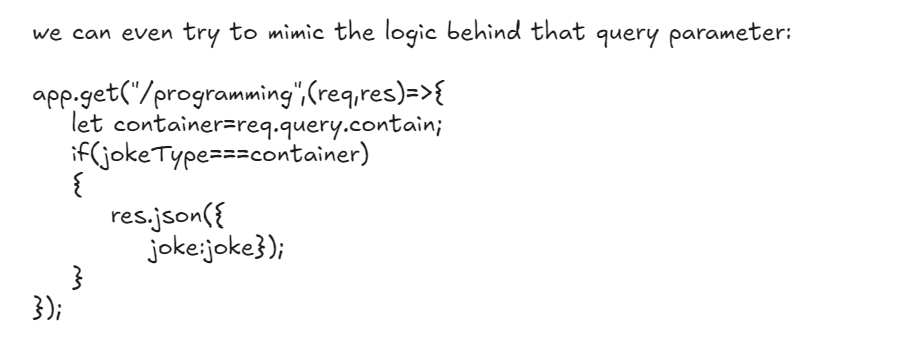 we can even try to mimic the logic behind that query parameter:
app.get("/programming",(req,res)=>{
let container=req.query.contain;
if(jokeType===container)
{
res.json({
joke:joke});
}
});